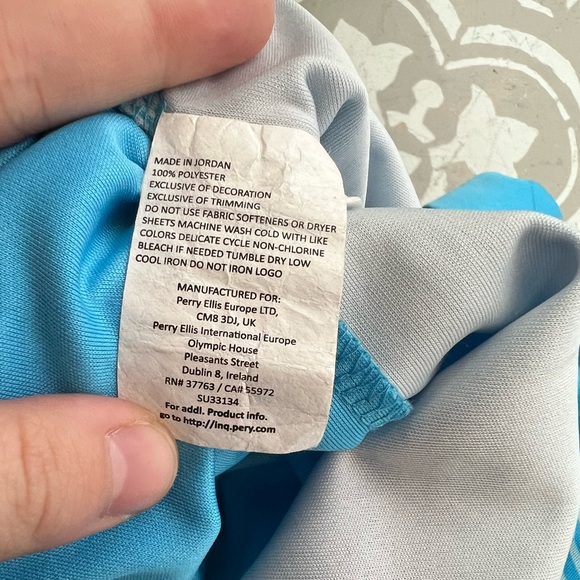 MADE IN JORDAN
100% POLYESTER
EXCLUSIVE OF DECORATION
EXCLUSIVE OF TRIMMING
DO NOT USE FABRIC SOFTENERS OR DRYER
SHEETS MACHINE WASH COLD WITH LIKE
COLORS DELICATE CYCLE NON-CHLORINE
BLEACH IF NEEDED TUMBLE DRY LOW
COOL IRON DO NOT IRON LOGO
MANUFACTURED FOR:
Perry Ellis Europe LTD,
CM8 3DJ, UK
Perry Ellis International Europe
Olympic House
Pleasants Street
Dublin 8, Ireland
RN# 37763 / CA# 55972
SU33134
For addl. Product info.
go to http://inq.pery.com